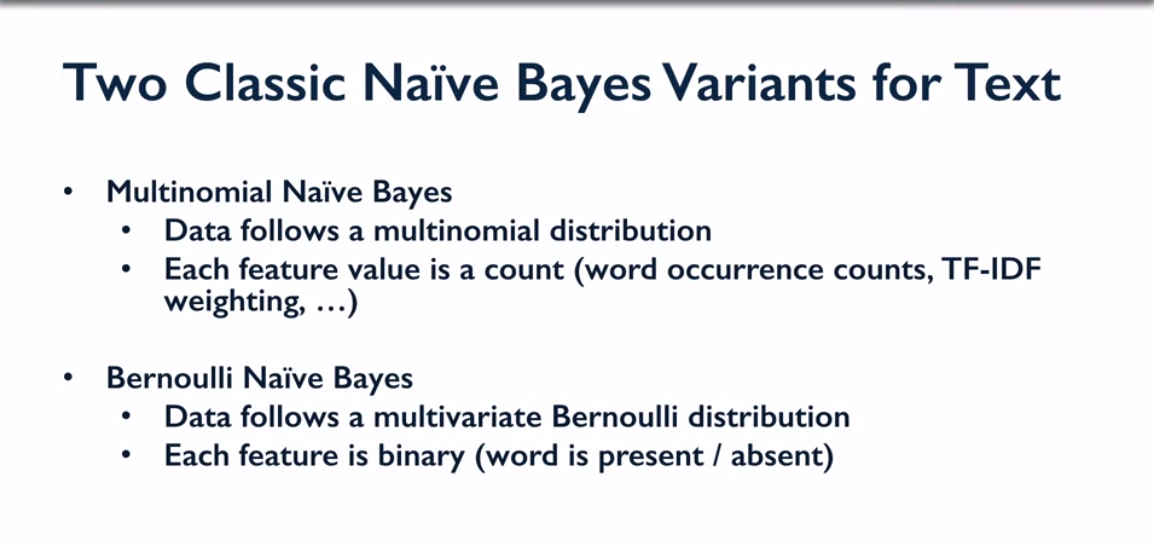 Two Classic Naïve Bayes Variants for Text
• Multinomial Naïve Bayes
• Data follows a multinomial distribution
• Each feature value is a count (word occurrence counts, TF-IDF
weighting, …)
• Bernoulli Naïve Bayes
• Data follows a multivariate Bernoulli distribution
• Each feature is binary (word is present / absent)